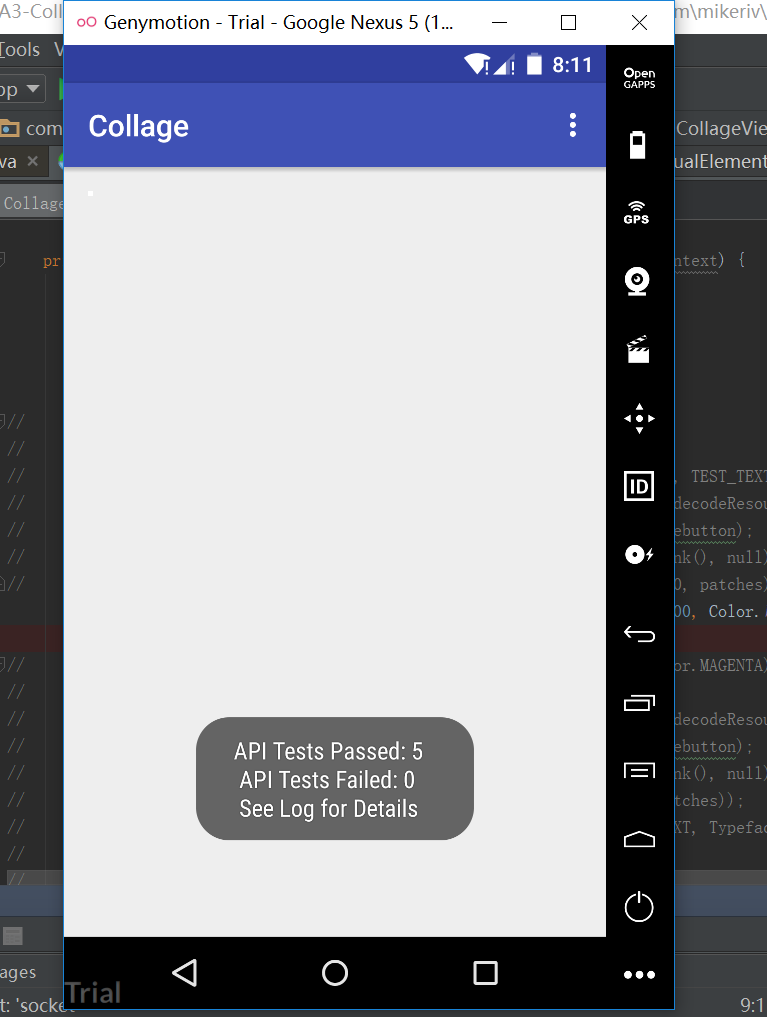 A3-Coll
m\mikeriv\
Genymotion - Trial - Google Nexus 5 (1...
Tools
8:11
Open
GAPPS
pp
Collage
com
CollageVie
va
ualElement
Collage
GPS
pr
ntext) {
//
//
// , TEST_TEXT
// decodeResou
// ebutton);
// nk(), null)
// 0, patches)
00, Color.
ID
// or.MAGENTA)
//
// decodeResou
// ebutton);
// nk(), null)
// tches));
// XT, Typefac
//
//
API Tests Passed: 5
API Tests Failed: 0
See Log for Details
ages
Trial
t: 'socket
9:1